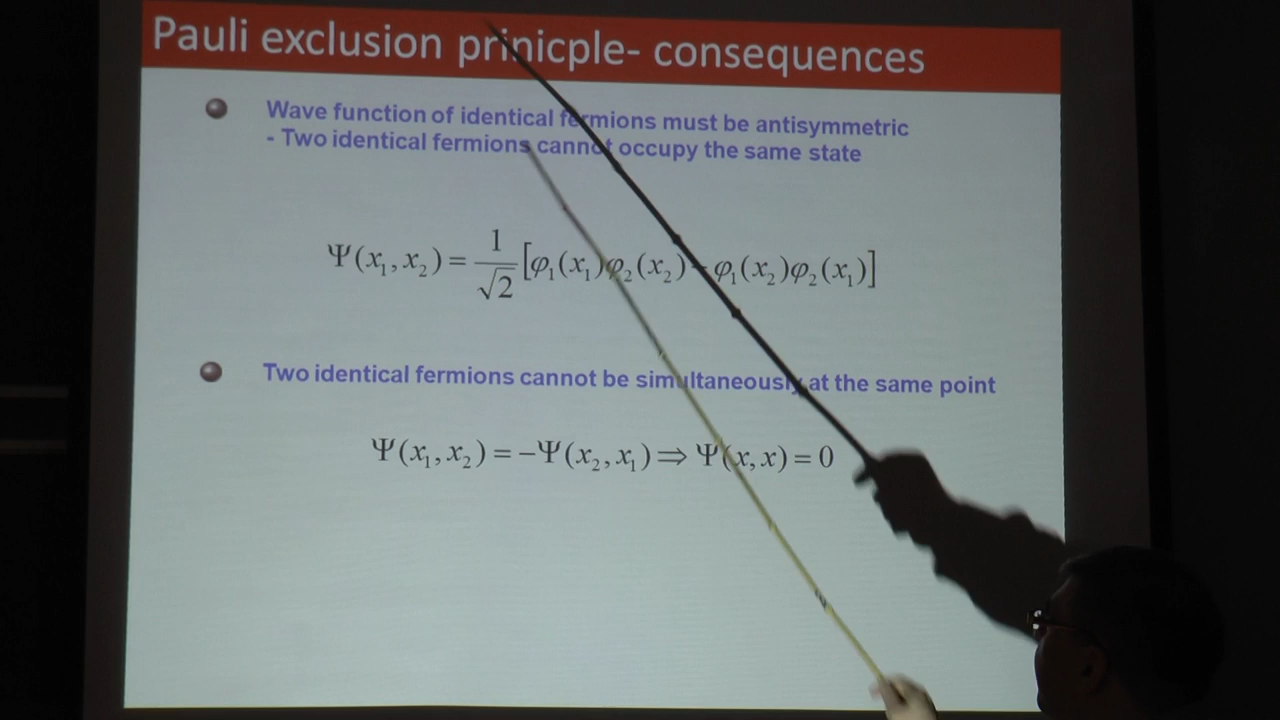 Pauli exclusion prinicple- consequences
Wave function of identical fermions must be antisymmetric
- Two identical fermions cannot occupy the same state
Ψ(x₁,x₂)=1/√2[φ₁(x₁)φ₂(x₂)-φ₁(x₂)φ₂(x₁)]
Two identical fermions cannot be simultaneously at the same point
Ψ(x₁,x₂)=-Ψ(x₂,x₁)⇒Ψ(x,x)=0